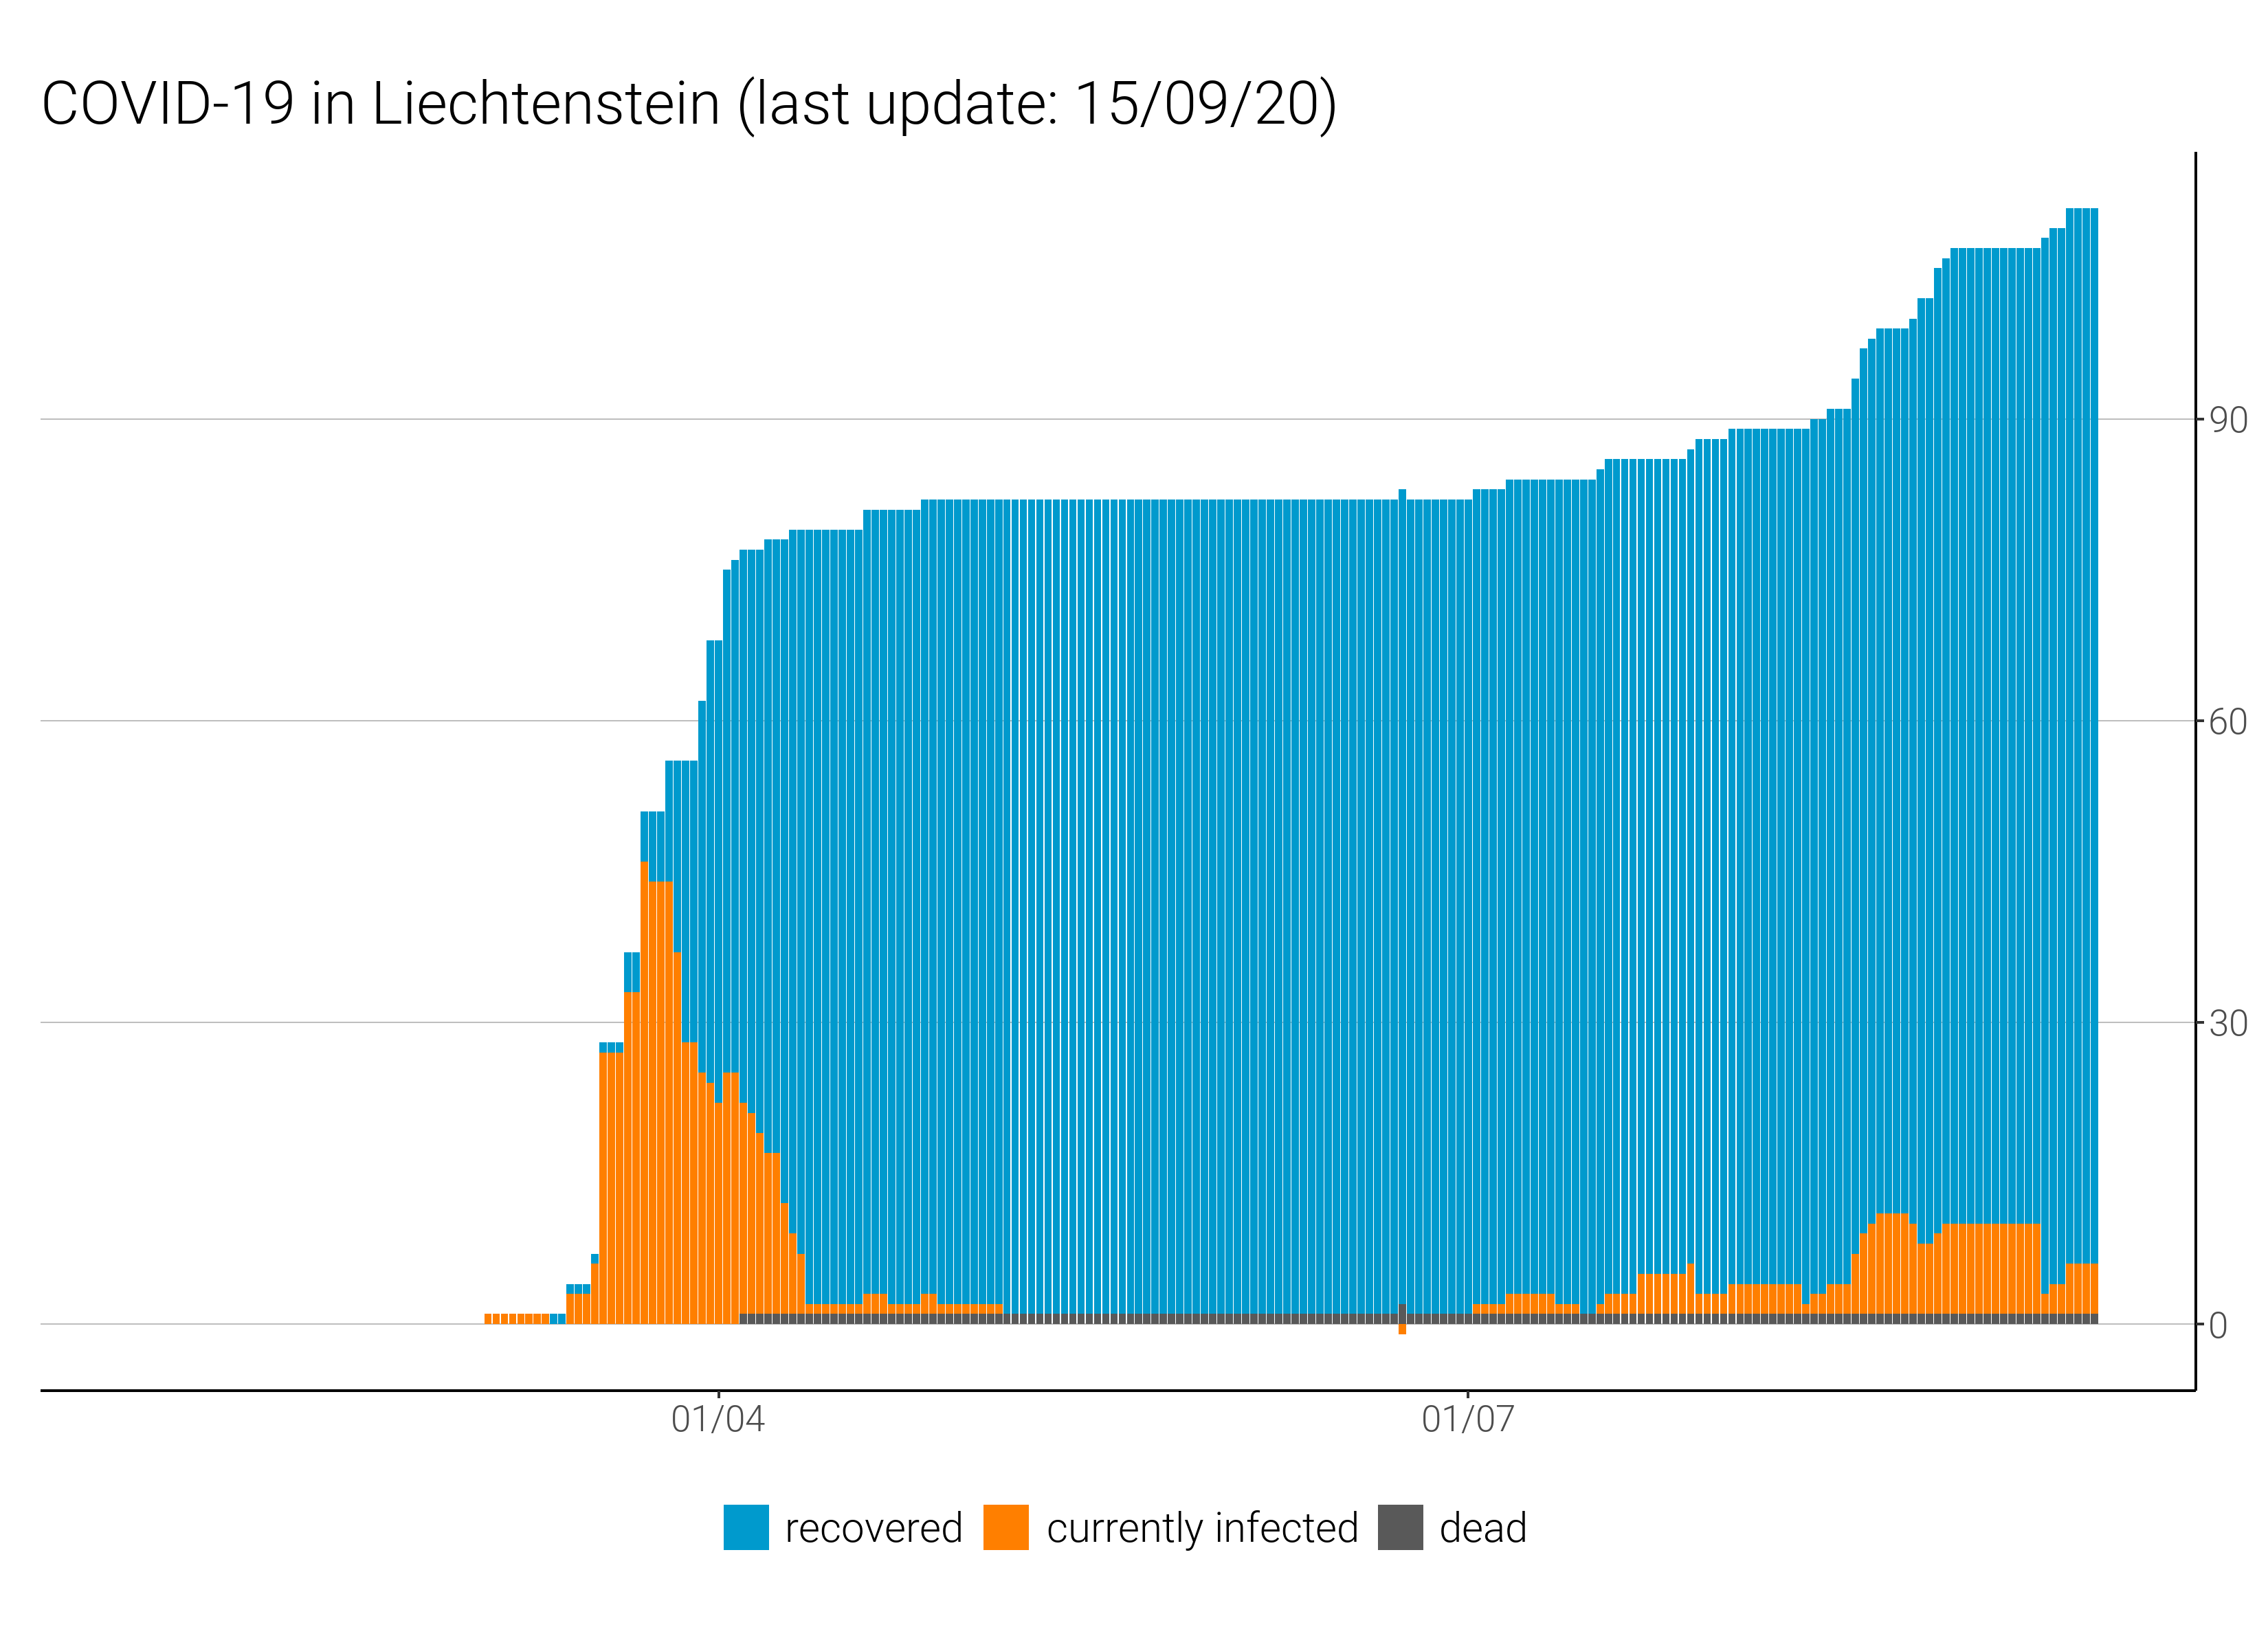 COVID-19 in Liechtenstein (last update: 15/09/20)
90
60
30
0
01/04 01/07
recovered currently infected dead